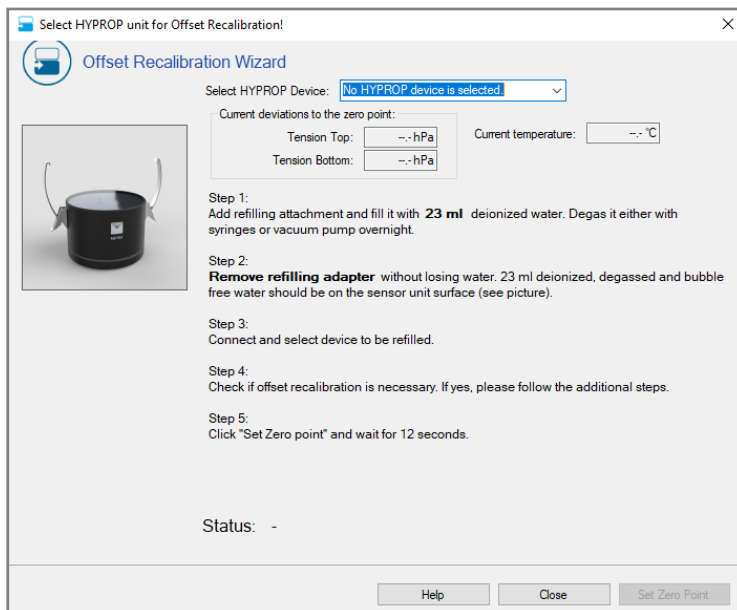 Select HYPROP unit for Offset Recalibration!
Offset Recalibration Wizard
Select HYPROP Device: No HYPROP device is selected.
Current deviations to the zero point:
Tension Top: --.- hPa
Current temperature: --.- °C
Tension Bottom: --.- hPa
Step 1:
Add refilling attachment and fill it with 23 ml deionized water. Degas it either with
syringes or vacuum pump overnight.
Step 2:
Remove refilling adapter without losing water. 23 ml deionized, degassed and bubble
free water should be on the sensor unit surface (see picture).
Step 3:
Connect and select device to be refilled.
Step 4:
Check if offset recalibration is necessary. If yes, please follow the additional steps.
Step 5:
Click "Set Zero point" and wait for 12 seconds.
Status: -
Help Close Set Zero Point